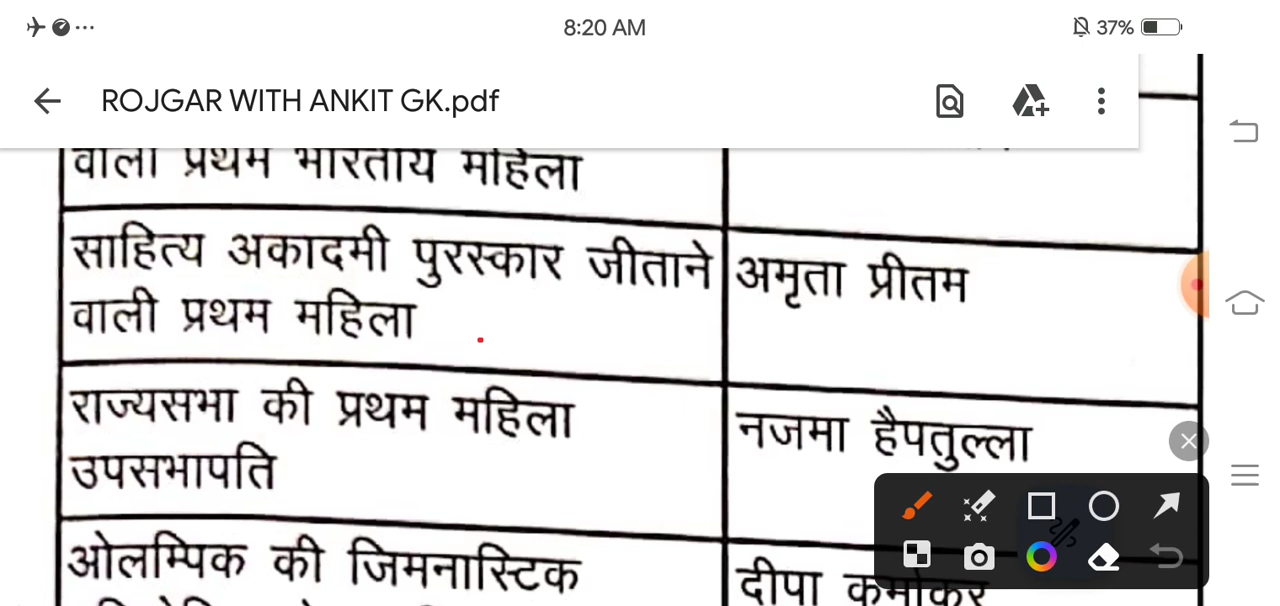 8:20 AM
37%
ROJGAR WITH ANKIT GK.pdf
वाली प्रथम भारतीय महिला
साहित्य अकादमी पुरस्कार जीताने
वाली प्रथम महिला
अमृता प्रीतम
राज्यसभा की प्रथम महिला
उपसभापति
नजमा हैपतुल्ला
ओलम्पिक की जिमनास्टिक
दीपा कर्माकर